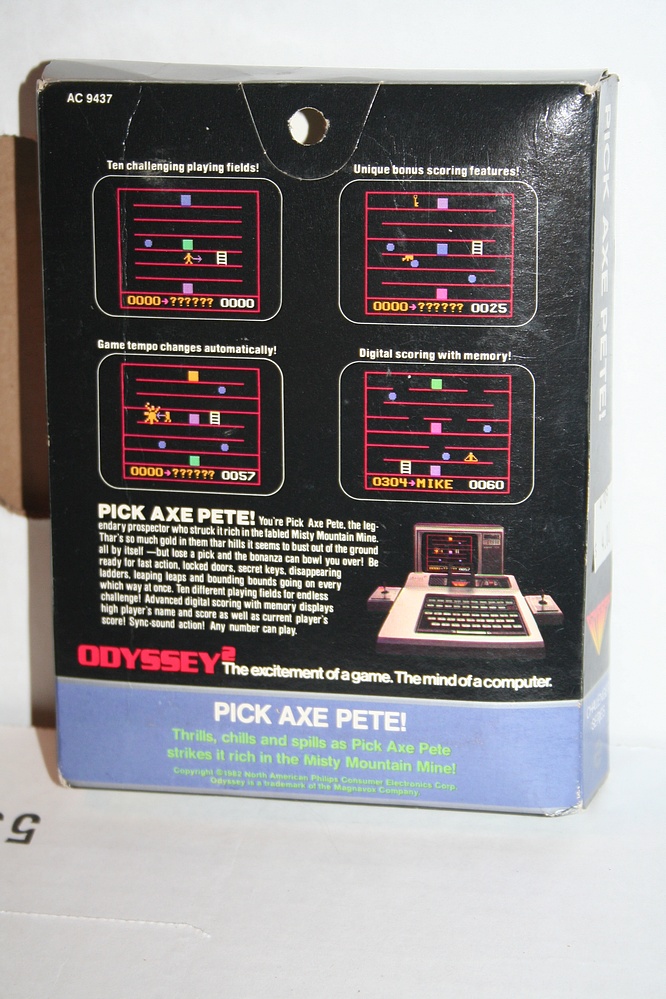 AC 9437
Ten challenging playing fields!
0000→?????? 0000
Unique bonus scoring features!
0000→?????? 0025
Game tempo changes automatically!
0000→?????? 0057
Digital scoring with memory!
0304→MIKE 0060
PICK AXE PETE! You're Pick Axe Pete, the leg-
endary prospector who struck it rich in the fabled Misty Mountain Mine.
Thar's so much gold in them thar hills it seems to bust out of the ground
all by itself —but lose a pick and the bonanza can bowl you over! Be
ready for fast action, locked doors, secret keys, disappearing
ladders, leaping leaps and bounding bounds going on every
which way at once. Ten different playing fields for endless
challenge! Advanced digital scoring with memory displays
high player's name and score as well as current player's
score! Sync-sound action! Any number can play.
ODYSSEY² The excitement of a game. The mind of a computer.
PICK AXE PETE!
Thrills, chills and spills as Pick Axe Pete
strikes it rich in the Misty Mountain Mine!
Copyright ©1982 North American Philips Consumer Electronics Corp.
Odyssey is a trademark of the Magnavox Company
PICK AXE PETE!